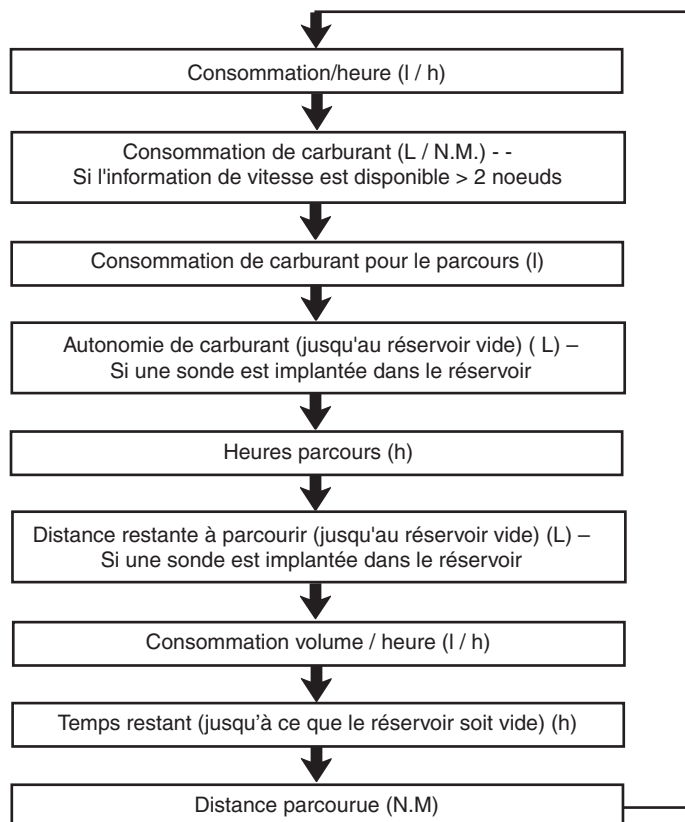 Consommation/heure (l / h)
Consommation de carburant (L / N.M.) - -
Si l'information de vitesse est disponible > 2 noeuds
Consommation de carburant pour le parcours (l)
Autonomie de carburant (jusqu'au réservoir vide) ( L) –
Si une sonde est implantée dans le réservoir
Heures parcours (h)
Distance restante à parcourir (jusqu'au réservoir vide) (L) –
Si une sonde est implantée dans le réservoir
Consommation volume / heure (l / h)
Temps restant (jusqu’à ce que le réservoir soit vide) (h)
Distance parcourue (N.M)